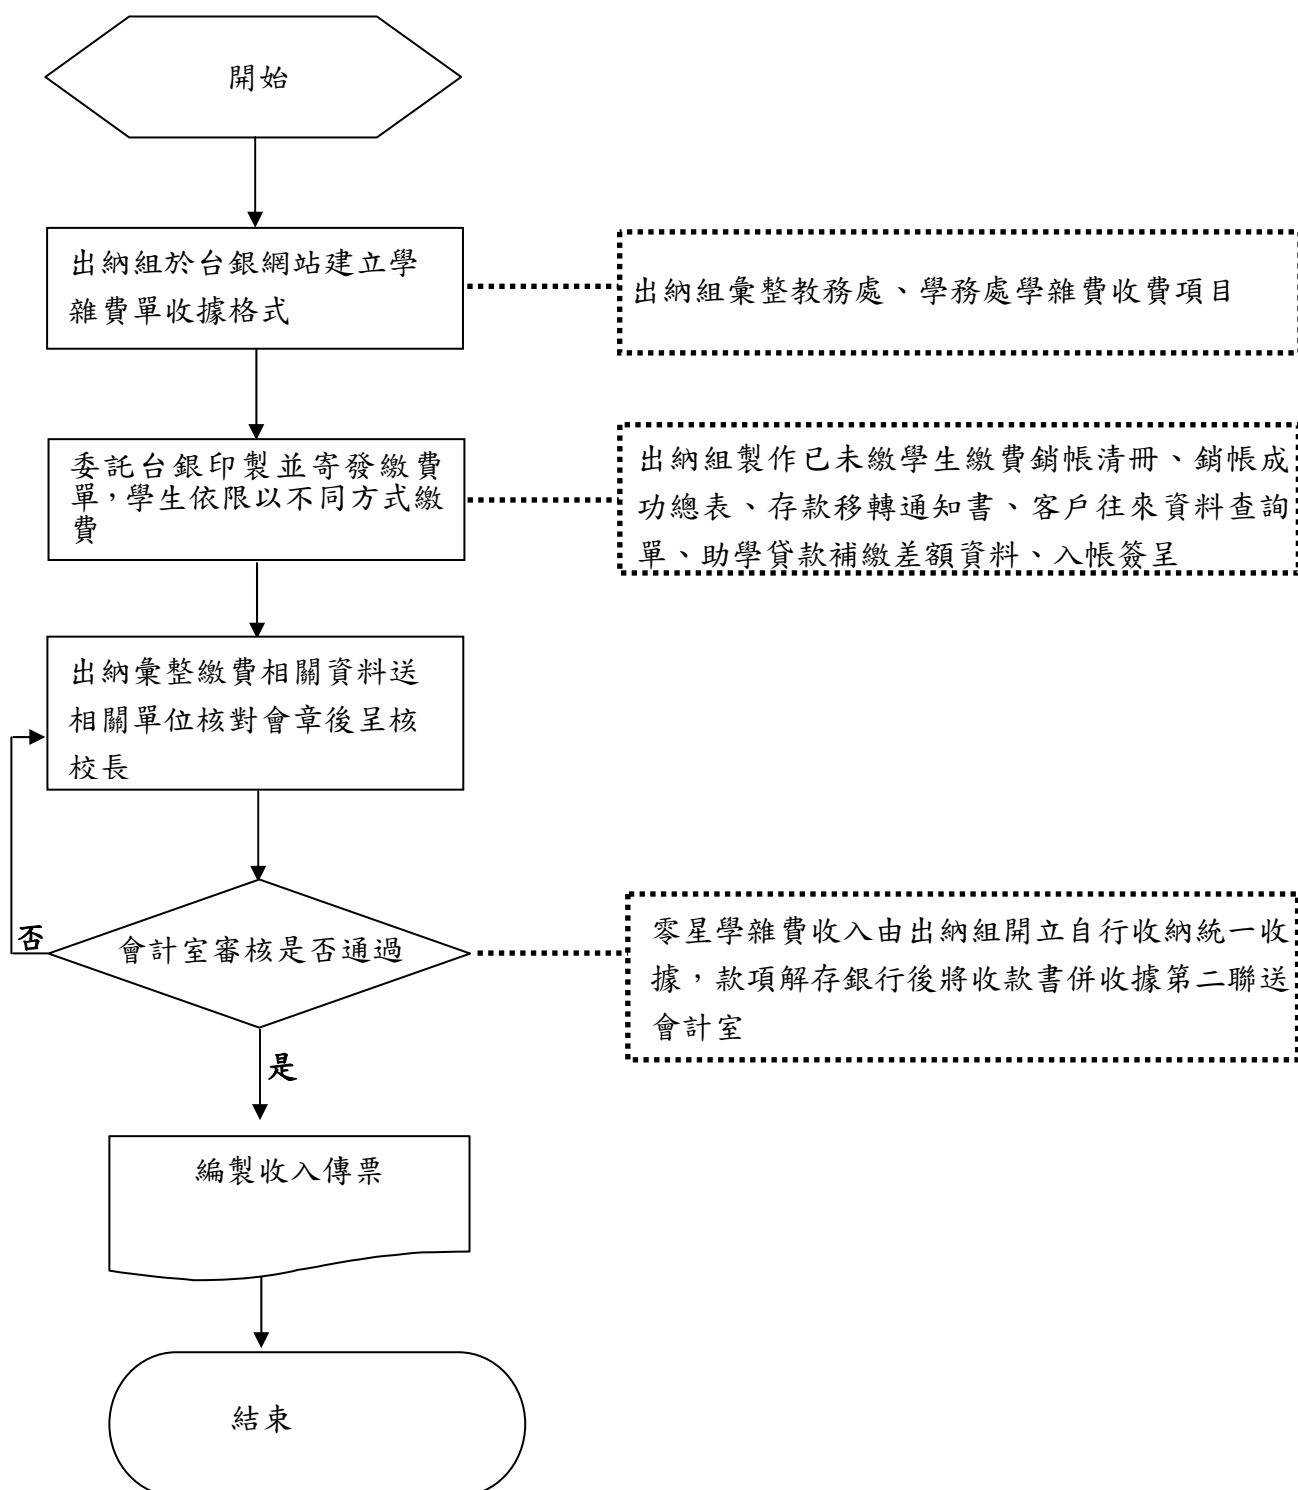 開始
出納組於台銀網站建立學
雜費單收據格式
出納組彙整教務處、學務處學雜費收費項目
委託台銀印製並寄發繳費
單，學生依限以不同方式繳
費
出納組製作已未繳學生繳費銷帳清冊、銷帳成
功總表、存款移轉通知書、客戶往來資料查詢
單、助學貸款補繳差額資料、入帳簽呈
出納彙整繳費相關資料送
相關單位核對會章後呈核
校長
否
會計室審核是否通過
零星學雜費收入由出納組開立自行收納統一收
據，款項解存銀行後將收款書併收據第二聯送
會計室
是
編製收入傳票
結束